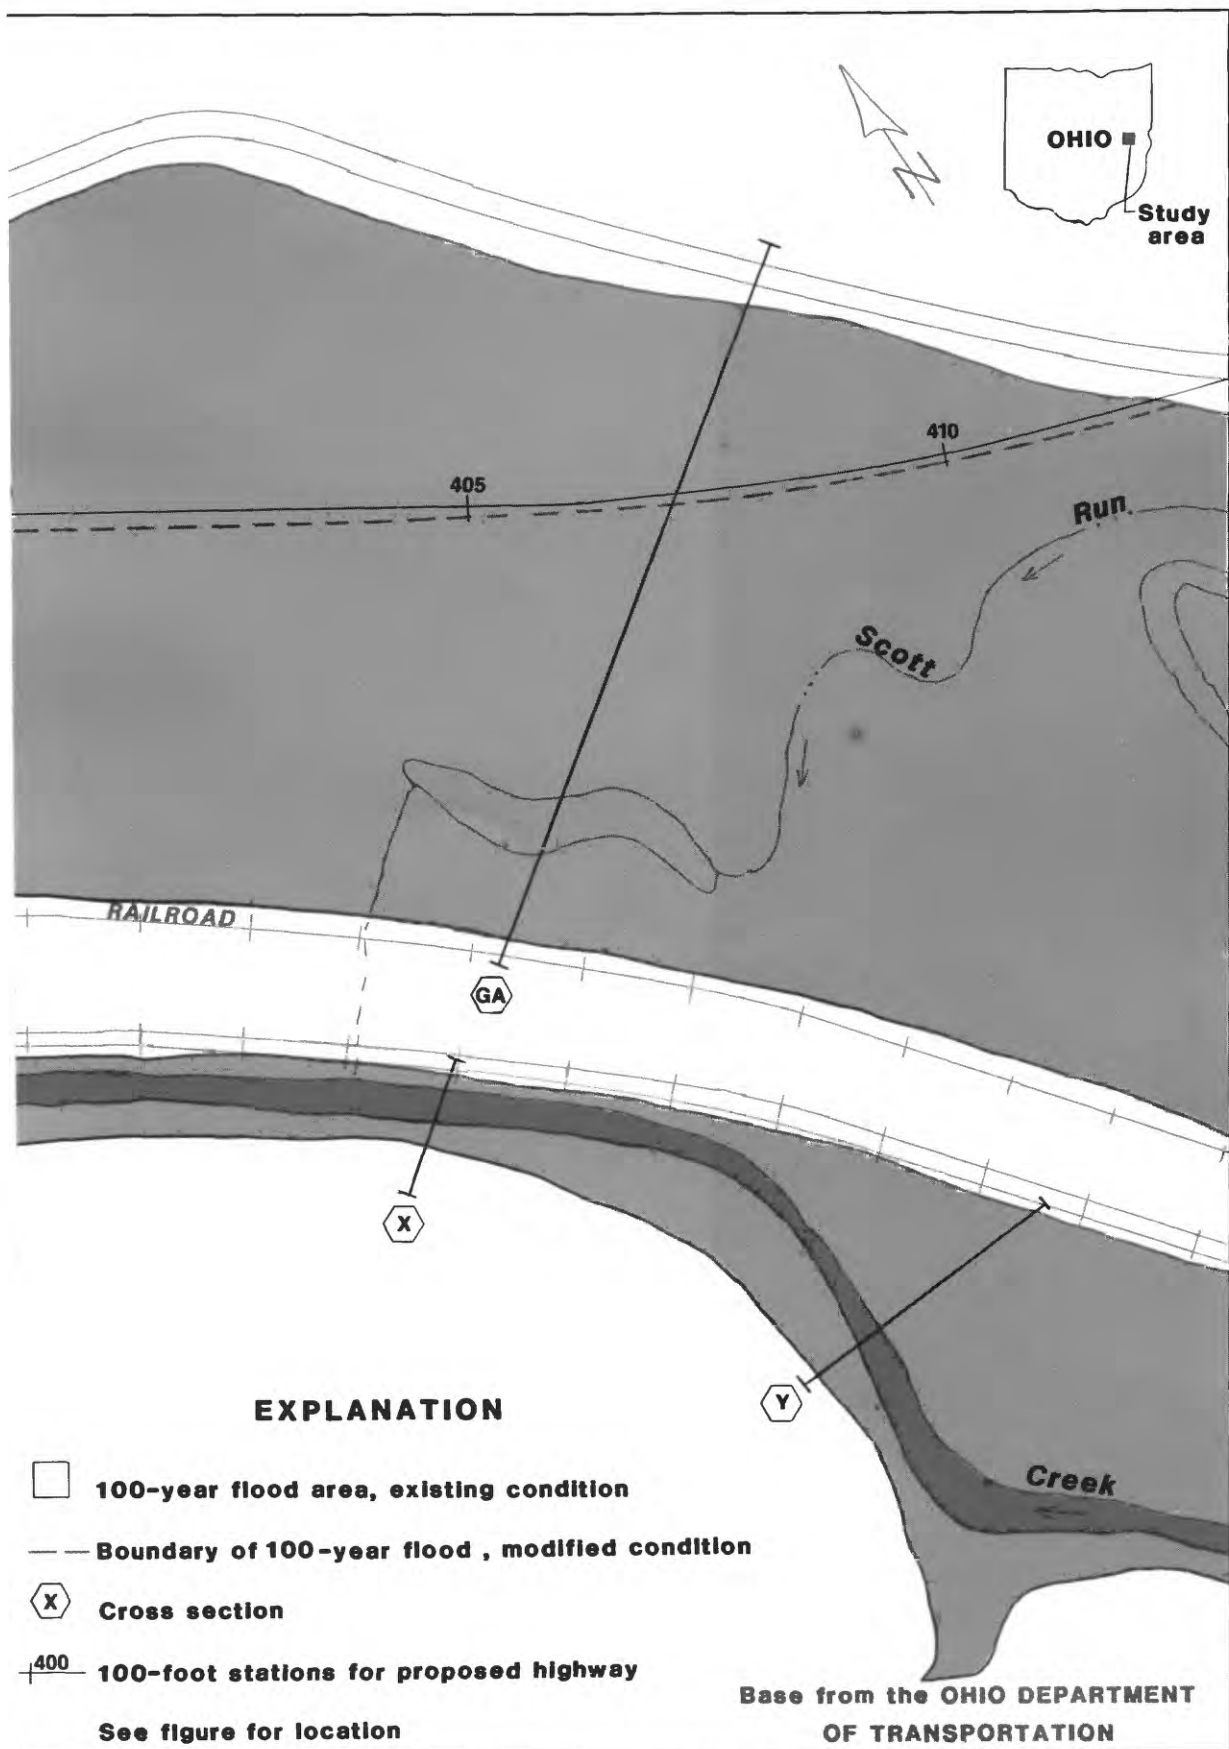 N
OHIO
Study
area
410
405
Run
Scott
RAILROAD
GA
X
Y
Creek
EXPLANATION
100-year flood area, existing condition
Boundary of 100-year flood , modified condition
X Cross section
400 100-foot stations for proposed highway
See figure for location
Base from the OHIO DEPARTMENT
OF TRANSPORTATION